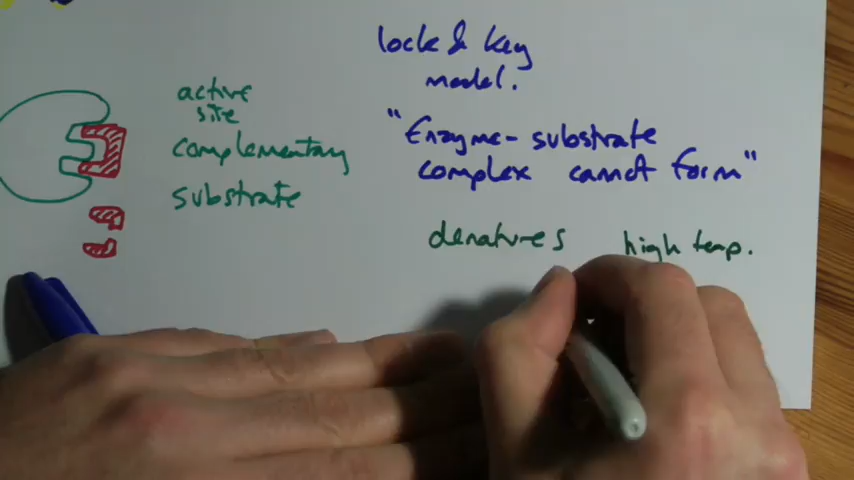 lock & key
model.
active
site
complementary
substrate
"Enzyme-substrate
complex cannot form"
denatures high temp.